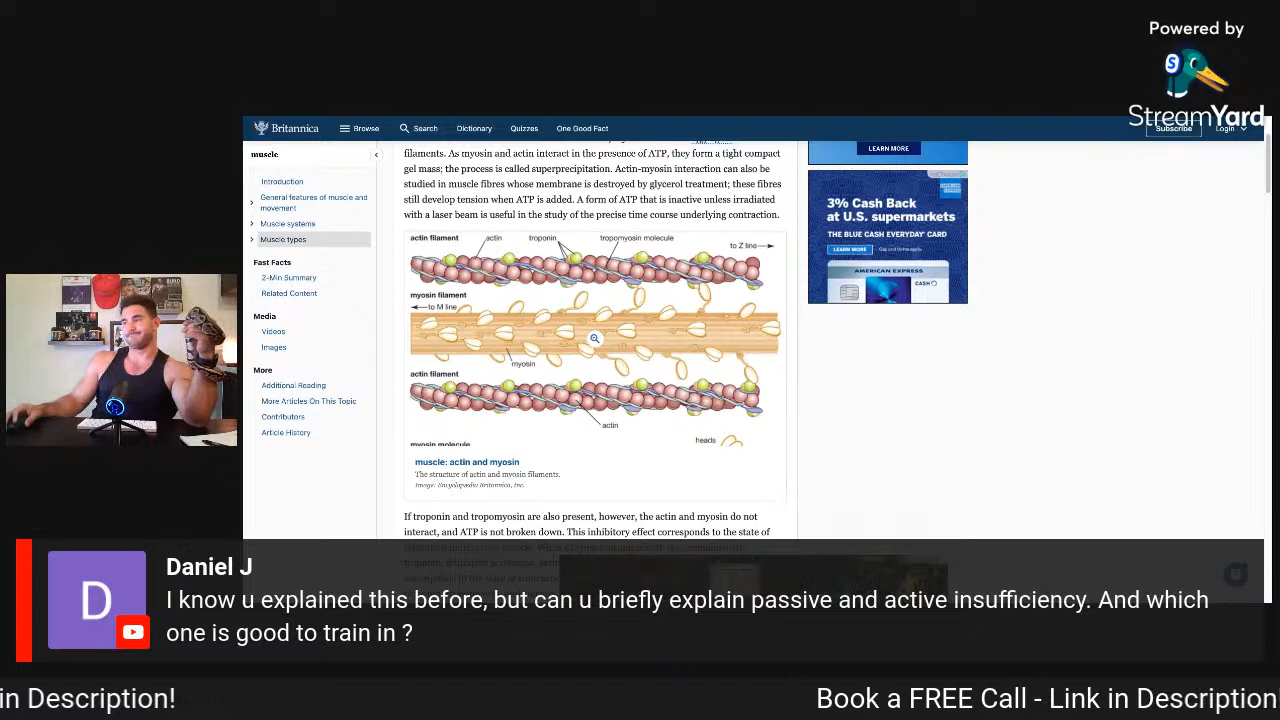 Powered by
StreamYard
Britannica
Browse
Search
Dictionary
Quizzes
One Good Fact
Subscribe
Login
muscle
Introduction
General features of muscle and
movement
Muscle systems
Muscle types
Fast Facts
2-Min Summary
Related Content
Media
Videos
Images
More
Additional Reading
More Articles On This Topic
Contributors
Article History
filaments. As myosin and actin interact in the presence of ATP, they form a tight compact
gel mass; the process is called superprecipitation. Actin-myosin interaction can also be
studied in muscle fibres whose membrane is destroyed by glycerol treatment; these fibres
still develop tension when ATP is added. A form of ATP that is inactive unless irradiated
with a laser beam is useful in the study of the precise time course underlying contraction.
actin filament
actin
troponin
tropomyosin molecule
to Z line
myosin filament
to M line
myosin
actin filament
actin
myosin molecule
heads
muscle: actin and myosin
The structure of actin and myosin filaments.
Image: Encyclopædia Britannica, Inc.
If troponin and tropomyosin are also present, however, the actin and myosin do not
interact, and ATP is not broken down. This inhibitory effect corresponds to the state of
LEARN MORE
3% Cash Back
at U.S. supermarkets
THE BLUE CASH EVERYDAY® CARD
LEARN MORE
Cap and terms apply.
AMERICAN EXPRESS
CASH
D
Daniel J
I know u explained this before, but can u briefly explain passive and active insufficiency. And which
one is good to train in ?
in Description!
Book a FREE Call - Link in Description